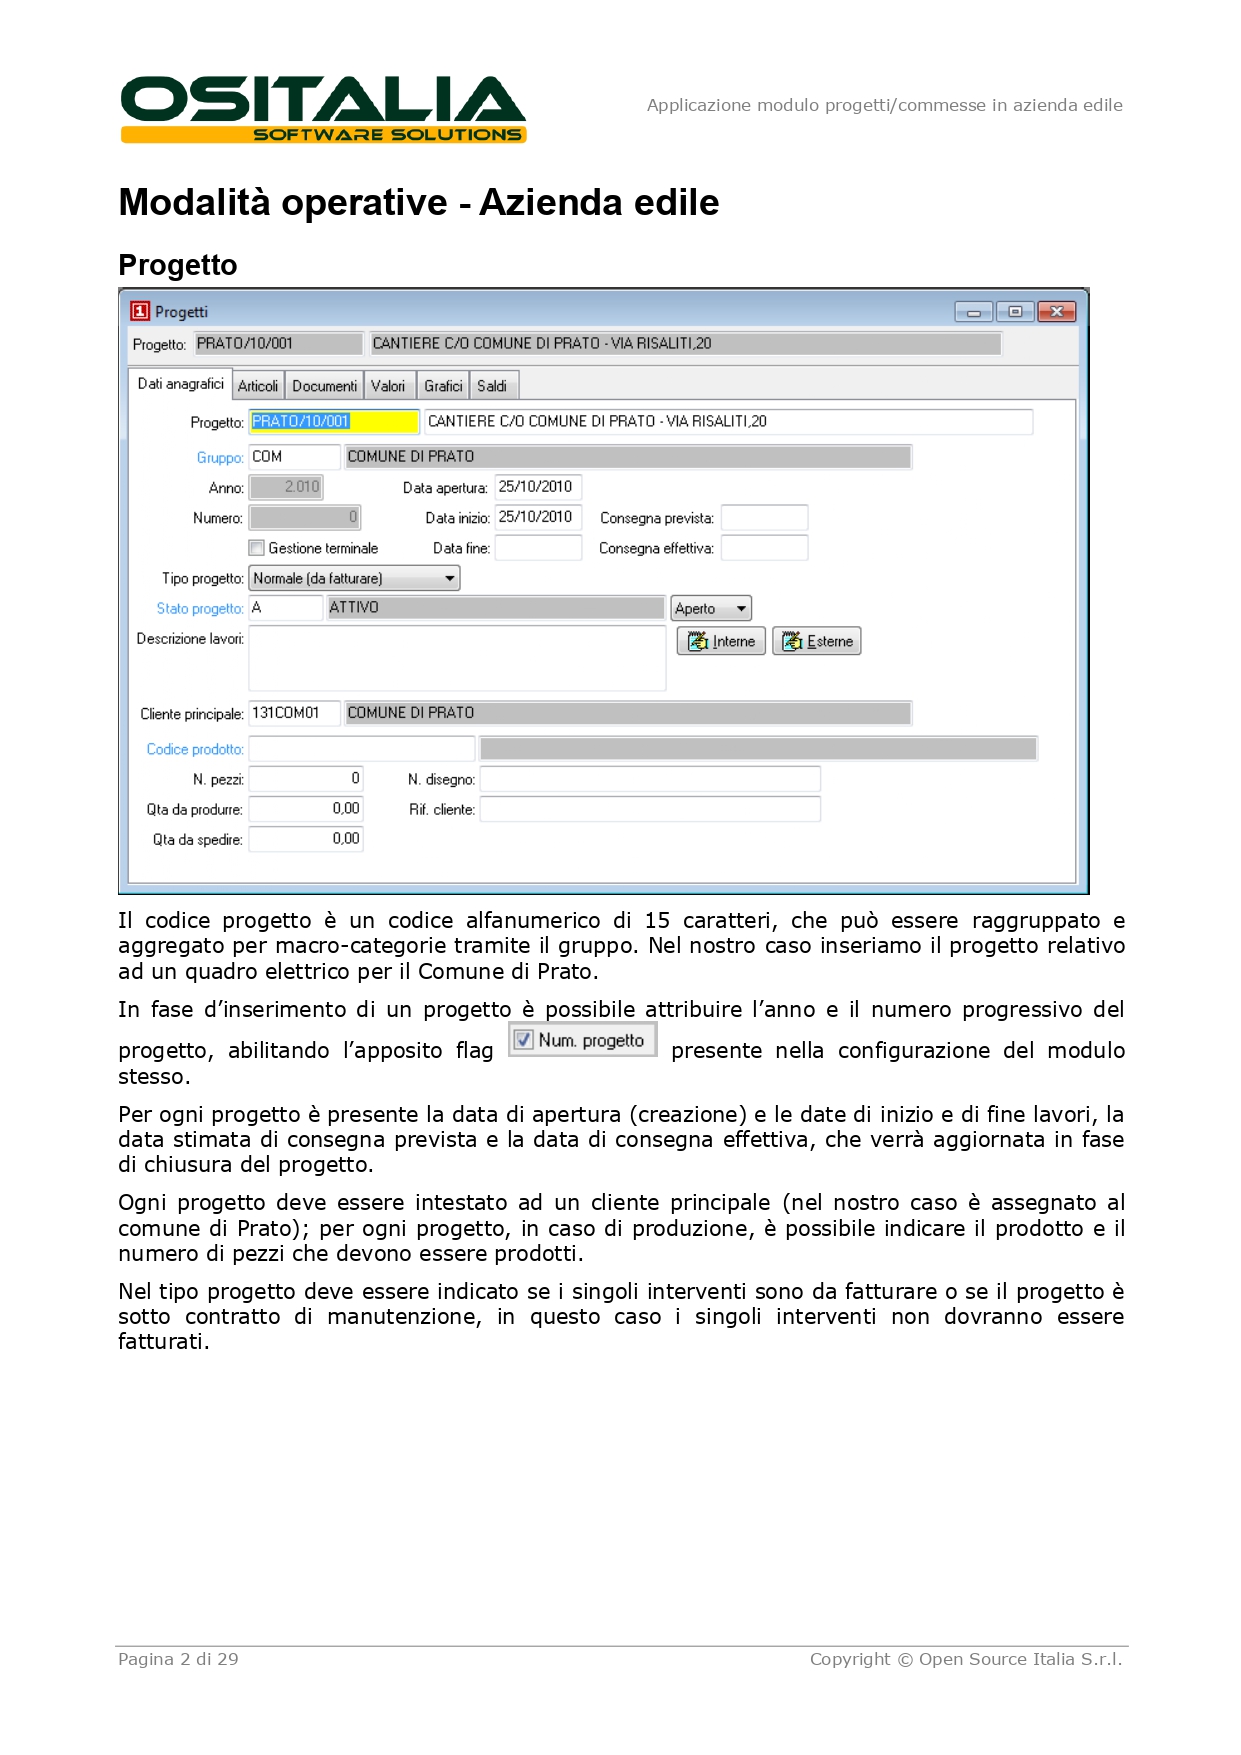 OSITALIA
SOFTWARE SOLUTIONS
Applicazione modulo progetti/commesse in azienda edile
Modalità operative - Azienda edile
Progetto
1 Progetti
Progetto: PRATO/10/001 CANTIERE C/O COMUNE DI PRATO - VIA RISALITI,20
Dati anagrafici Articoli Documenti Valori Grafici Saldi
Progetto: PRATO/10/001 CANTIERE C/O COMUNE DI PRATO - VIA RISALITI,20
Gruppo: COM COMUNE DI PRATO
Anno: 2.010 Data apertura: 25/10/2010
Numero: 0 Data inizio: 25/10/2010 Consegna prevista:
Gestione terminale Data fine: Consegna effettiva:
Tipo progetto: Normale (da fatturare)
Stato progetto: A ATTIVO Aperto
Descrizione lavori: Interne Esterne
Cliente principale: 131COM01 COMUNE DI PRATO
Codice prodotto:
N. pezzi: 0 N. disegno:
Qta da produrre: 0,00 Rif. cliente:
Qta da spedire: 0,00
Il codice progetto è un codice alfanumerico di 15 caratteri, che può essere raggruppato e
aggregato per macro-categorie tramite il gruppo. Nel nostro caso inseriamo il progetto relativo
ad un quadro elettrico per il Comune di Prato.
In fase d’inserimento di un progetto è possibile attribuire l’anno e il numero progressivo del
progetto, abilitando l’apposito flag Num. progetto presente nella configurazione del modulo
stesso.
Per ogni progetto è presente la data di apertura (creazione) e le date di inizio e di fine lavori, la
data stimata di consegna prevista e la data di consegna effettiva, che verrà aggiornata in fase
di chiusura del progetto.
Ogni progetto deve essere intestato ad un cliente principale (nel nostro caso è assegnato al
comune di Prato); per ogni progetto, in caso di produzione, è possibile indicare il prodotto e il
numero di pezzi che devono essere prodotti.
Nel tipo progetto deve essere indicato se i singoli interventi sono da fatturare o se il progetto è
sotto contratto di manutenzione, in questo caso i singoli interventi non dovranno essere
fatturati.
Pagina 2 di 29 Copyright © Open Source Italia S.r.l.